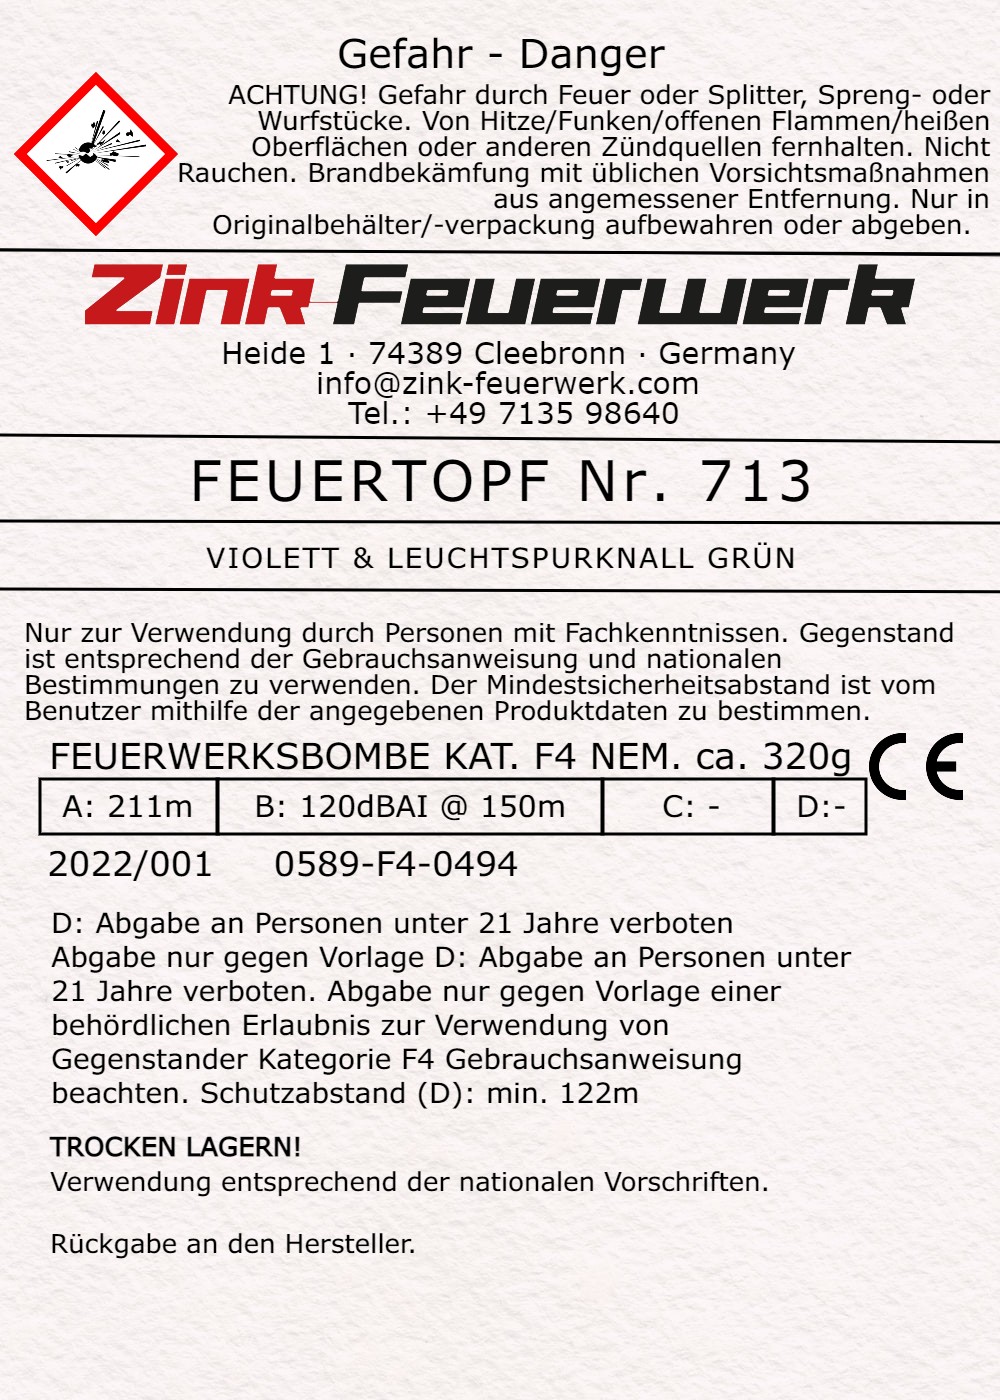 Gefahr - Danger
ACHTUNG! Gefahr durch Feuer oder Splitter, Spreng- oder
Wurfstücke. Von Hitze/Funken/offenen Flammen/heißen
Oberflächen oder anderen Zündquellen fernhalten. Nicht
Rauchen. Brandbekämfung mit üblichen Vorsichtsmaßnahmen
aus angemessener Entfernung. Nur in
Originalbehälter/-verpackung aufbewahren oder abgeben.
Zink Feuerwerk
Heide 1 · 74389 Cleebronn · Germany
info@zink-feuerwerk.com
Tel.: +49 7135 98640
FEUERTOPF Nr. 713
VIOLETT & LEUCHTSPURKNALL GRÜN
Nur zur Verwendung durch Personen mit Fachkenntnissen. Gegenstand
ist entsprechend der Gebrauchsanweisung und nationalen
Bestimmungen zu verwenden. Der Mindestsicherheitsabstand ist vom
Benutzer mithilfe der angegebenen Produktdaten zu bestimmen.
FEUERWERKSBOMBE KAT. F4 NEM. ca. 320g CE
A: 211m B: 120dBAI @ 150m C: - D:-
2022/001 0589-F4-0494
D: Abgabe an Personen unter 21 Jahre verboten
Abgabe nur gegen Vorlage D: Abgabe an Personen unter
21 Jahre verboten. Abgabe nur gegen Vorlage einer
behördlichen Erlaubnis zur Verwendung von
Gegenstander Kategorie F4 Gebrauchsanweisung
beachten. Schutzabstand (D): min. 122m
TROCKEN LAGERN!
Verwendung entsprechend der nationalen Vorschriften.
Rückgabe an den Hersteller.